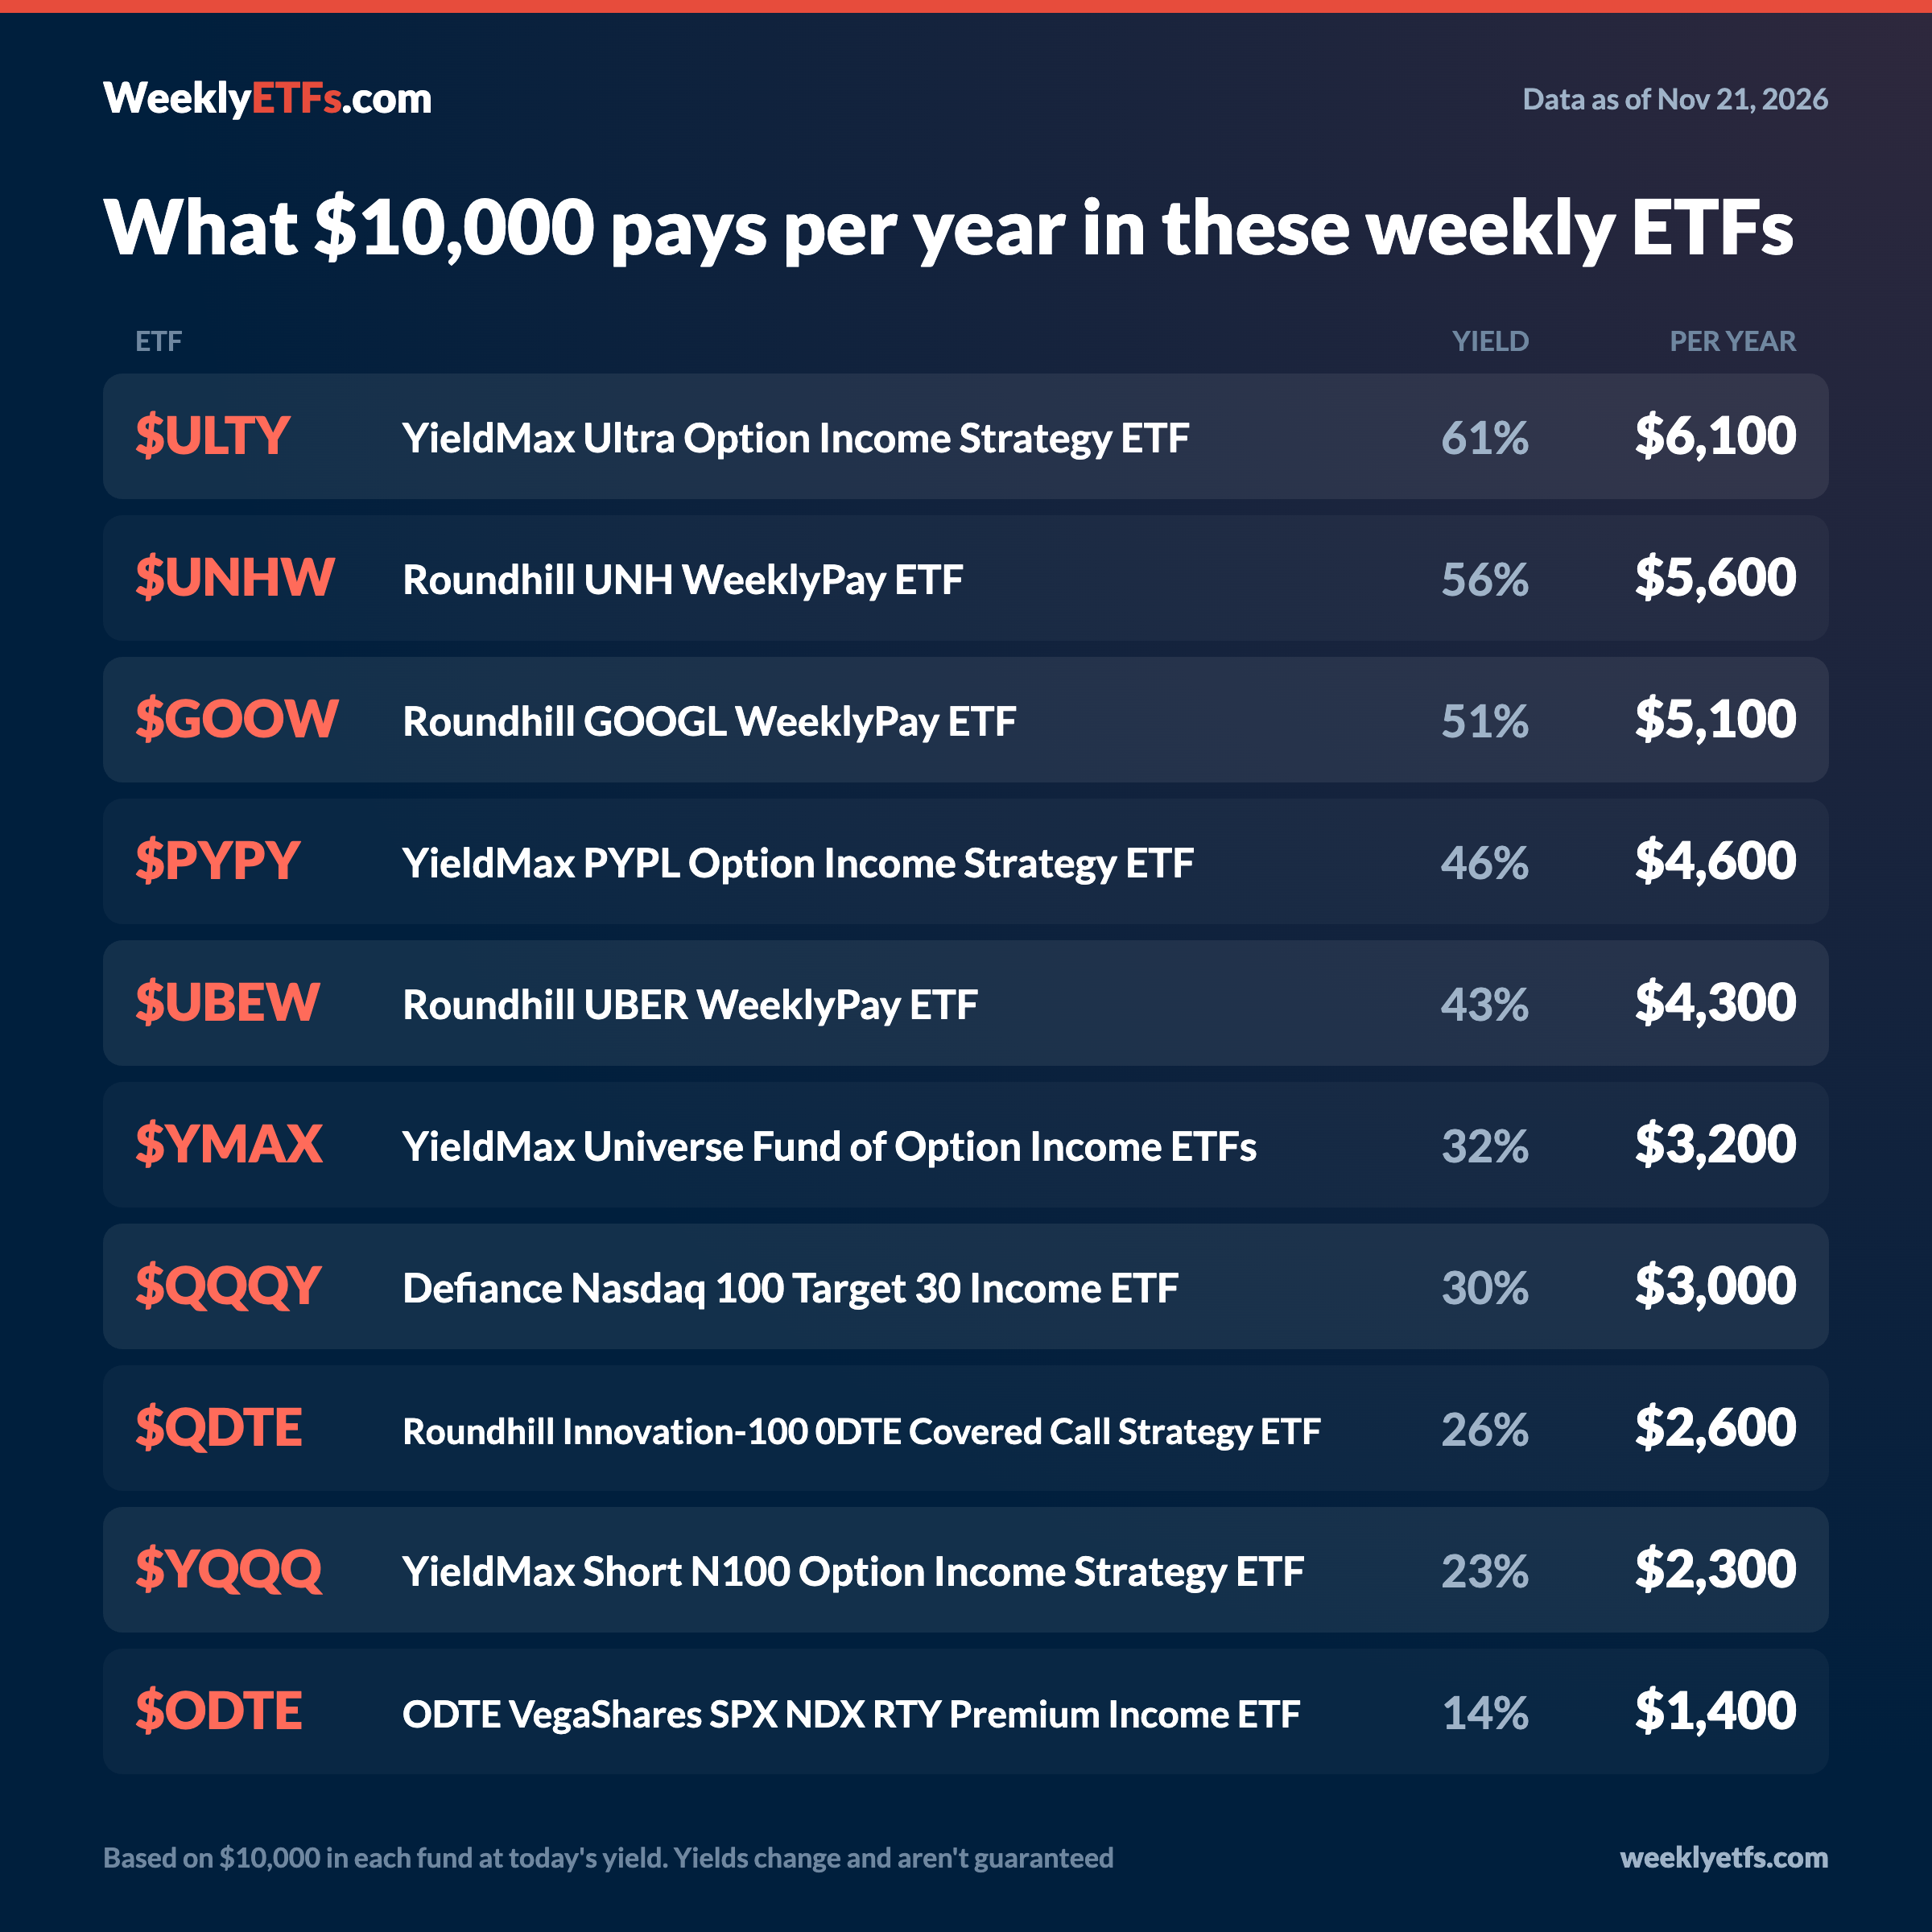 WeeklyETFs.com Data as of Nov 21, 2026
What $10,000 pays per year in these weekly ETFs
ETF YIELD PER YEAR
$ULTY YieldMax Ultra Option Income Strategy ETF 61% $6,100
$UNHW Roundhill UNH WeeklyPay ETF 56% $5,600
$GOOW Roundhill GOOGL WeeklyPay ETF 51% $5,100
$PYPY YieldMax PYPL Option Income Strategy ETF 46% $4,600
$UBEW Roundhill UBER WeeklyPay ETF 43% $4,300
$YMAX YieldMax Universe Fund of Option Income ETFs 32% $3,200
$QQQY Defiance Nasdaq 100 Target 30 Income ETF 30% $3,000
$QDTE Roundhill Innovation-100 0DTE Covered Call Strategy ETF 26% $2,600
$YQQQ YieldMax Short N100 Option Income Strategy ETF 23% $2,300
$ODTE ODTE VegaShares SPX NDX RTY Premium Income ETF 14% $1,400
Based on $10,000 in each fund at today's yield. Yields change and aren't guaranteed weeklyetfs.com